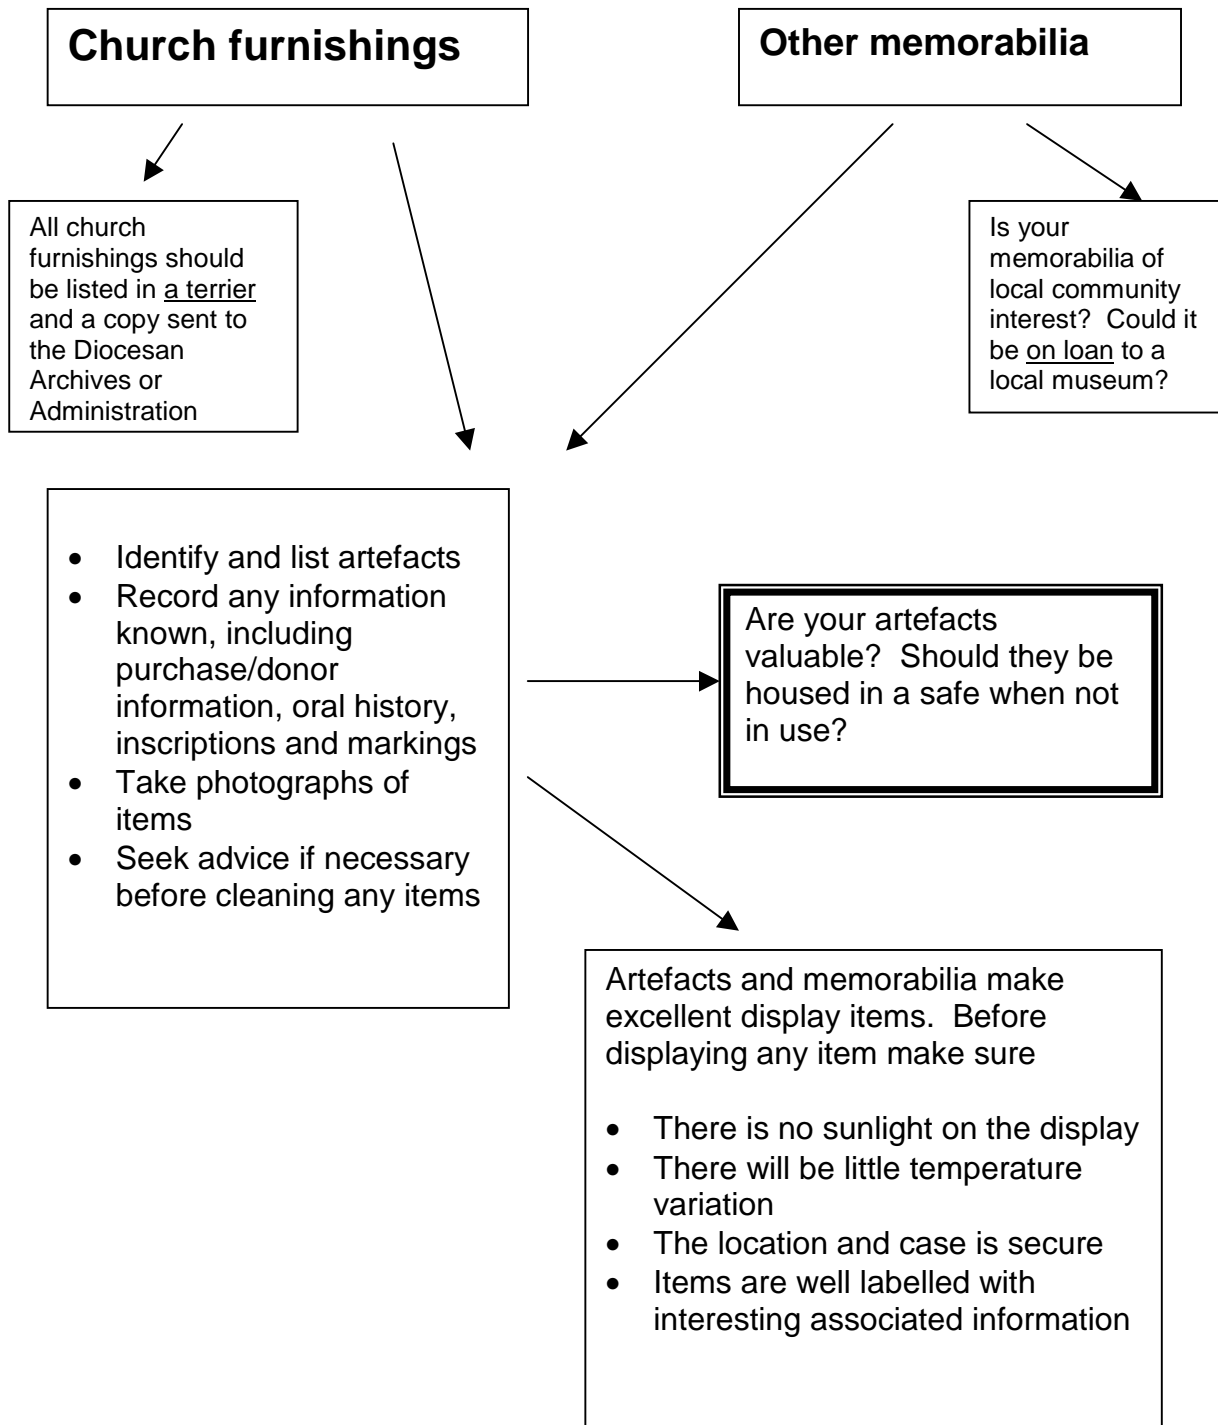 Church furnishings
Other memorabilia
All church
furnishings should
be listed in a terrier
and a copy sent to
the Diocesan
Archives or
Administration
Is your
memorabilia of
local community
interest?  Could it
be on loan to a
local museum?
• Identify and list artefacts
• Record any information
known, including
purchase/donor
information, oral history,
inscriptions and markings
• Take photographs of
items
• Seek advice if necessary
before cleaning any items
Are your artefacts
valuable?  Should they be
housed in a safe when not
in use?
Artefacts and memorabilia make
excellent display items.  Before
displaying any item make sure
• There is no sunlight on the display
• There will be little temperature
variation
• The location and case is secure
• Items are well labelled with
interesting associated information